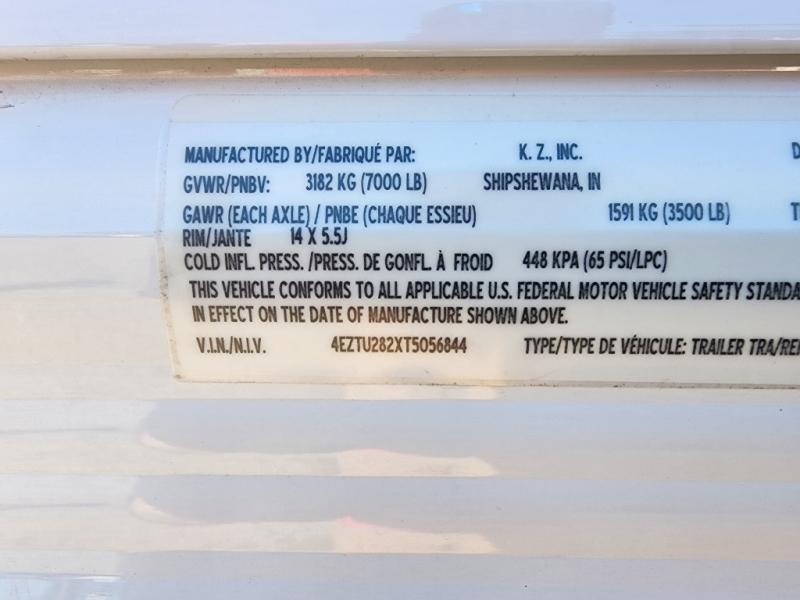 MANUFACTURED BY/FABRIQUÉ PAR: K. Z., INC. D
GVWR/PNBV: 3182 KG (7000 LB) SHIPSHEWANA, IN
GAWR (EACH AXLE) / PNBE (CHAQUE ESSIEU) 1591 KG (3500 LB)
RIM/JANTE 14 X 5.5J
COLD INFL. PRESS. /PRESS. DE GONFL. À FROID 448 KPA (65 PSI/LPC)
THIS VEHICLE CONFORMS TO ALL APPLICABLE U.S. FEDERAL MOTOR VEHICLE SAFETY STANDA
IN EFFECT ON THE DATE OF MANUFACTURE SHOWN ABOVE.
V.I.N./N.I.V. 4EZTU282XT5056844 TYPE/TYPE DE VÉHICULE: TRAILER TRA/RE